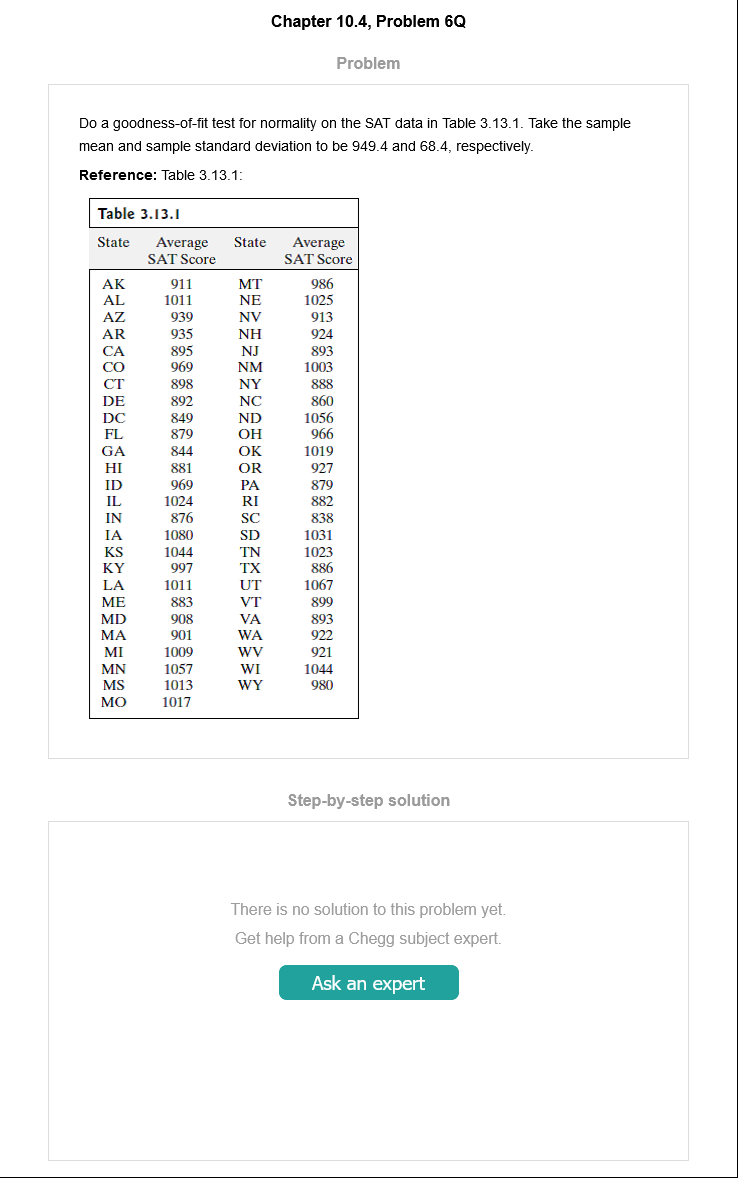 Chapter 10.4, Problem 6Q
Problem
Do a goodness-of-fit test for normality on the SAT data in Table 3.13.1. Take the sample
mean and sample standard deviation to be 949.4 and 68.4, respectively.
Reference: Table 3.13.1:
Table 3.13.1
State Average State Average
SAT Score SAT Score
AK 911 MT 986
AL 1011 NE 1025
AZ 939 NV 913
AR 935 NH 924
CA 895 NJ 893
CO 969 NM 1003
CT 898 NY 888
DE 892 NC 860
DC 849 ND 1056
FL 879 OH 966
GA 844 OK 1019
HI 881 OR 927
ID 969 PA 879
IL 1024 RI 882
IN 876 SC 838
IA 1080 SD 1031
KS 1044 TN 1023
KY 997 TX 886
LA 1011 UT 1067
ME 883 VT 899
MD 908 VA 893
MA 901 WA 922
MI 1009 WV 921
MN 1057 WI 1044
MS 1013 WY 980
MO 1017
Step-by-step solution
There is no solution to this problem yet.
Get help from a Chegg subject expert.
Ask an expert